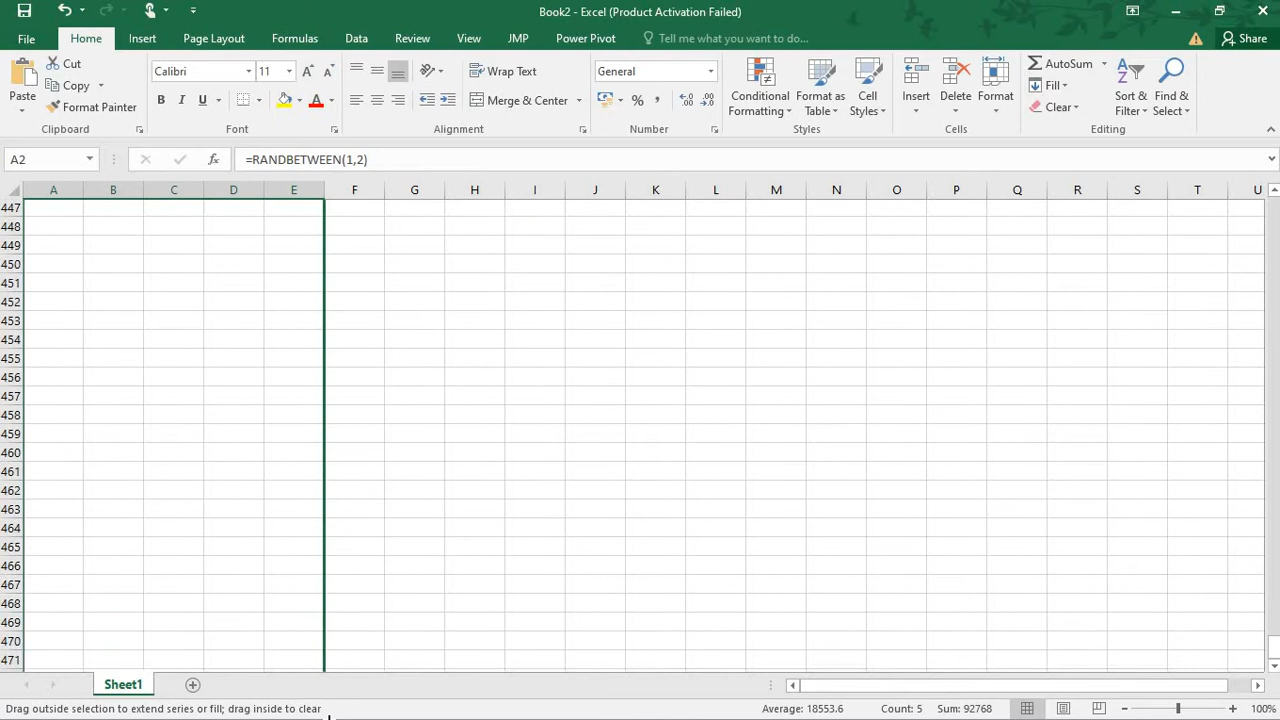 Book2 - Excel (Product Activation Failed)
File Home Insert Page Layout Formulas Data Review View JMP Power Pivot Tell me what you want to do... Share
Cut
Copy
Format Painter
Paste
Clipboard
Calibri 11
B I U A
Font
Wrap Text
Merge & Center
Alignment
General
% ,
Number
Conditional Formatting
Format as Table
Cell Styles
Styles
Insert Delete Format
Cells
AutoSum
Fill
Clear
Sort & Filter
Find & Select
Editing
A2 fx =RANDBETWEEN(1,2)
A B C D E F G H I J K L M N O P Q R S T U
447
448
449
450
451
452
453
454
455
456
457
458
459
460
461
462
463
464
465
466
467
468
469
470
471
Sheet1
Drag outside selection to extend series or fill; drag inside to clear Average: 18553.6 Count: 5 Sum: 92768 100%